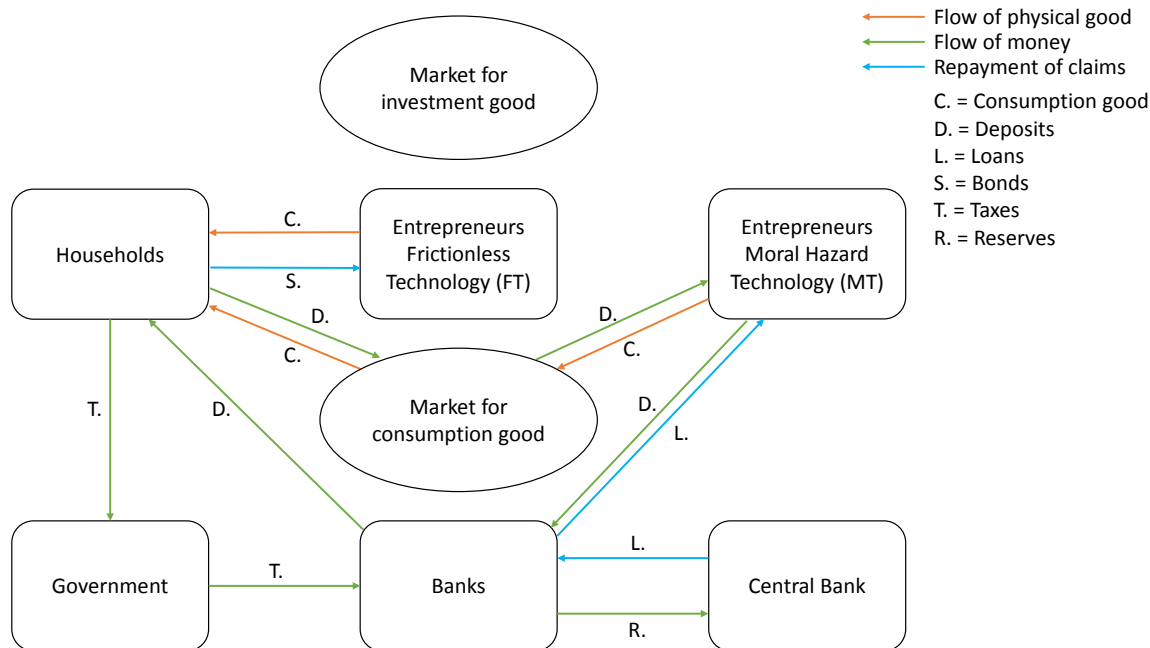 Flow of physical good
Flow of money
Repayment of claims
C. = Consumption good
D. = Deposits
L. = Loans
S. = Bonds
T. = Taxes
R. = Reserves
Market for
investment good
Households
C.
S.
Entrepreneurs
Frictionless
Technology (FT)
Entrepreneurs
Moral Hazard
Technology (MT)
D.
C.
D.
C.
Market for
consumption good
T.
D.
D.
L.
Government
T.
Banks
L.
R.
Central Bank